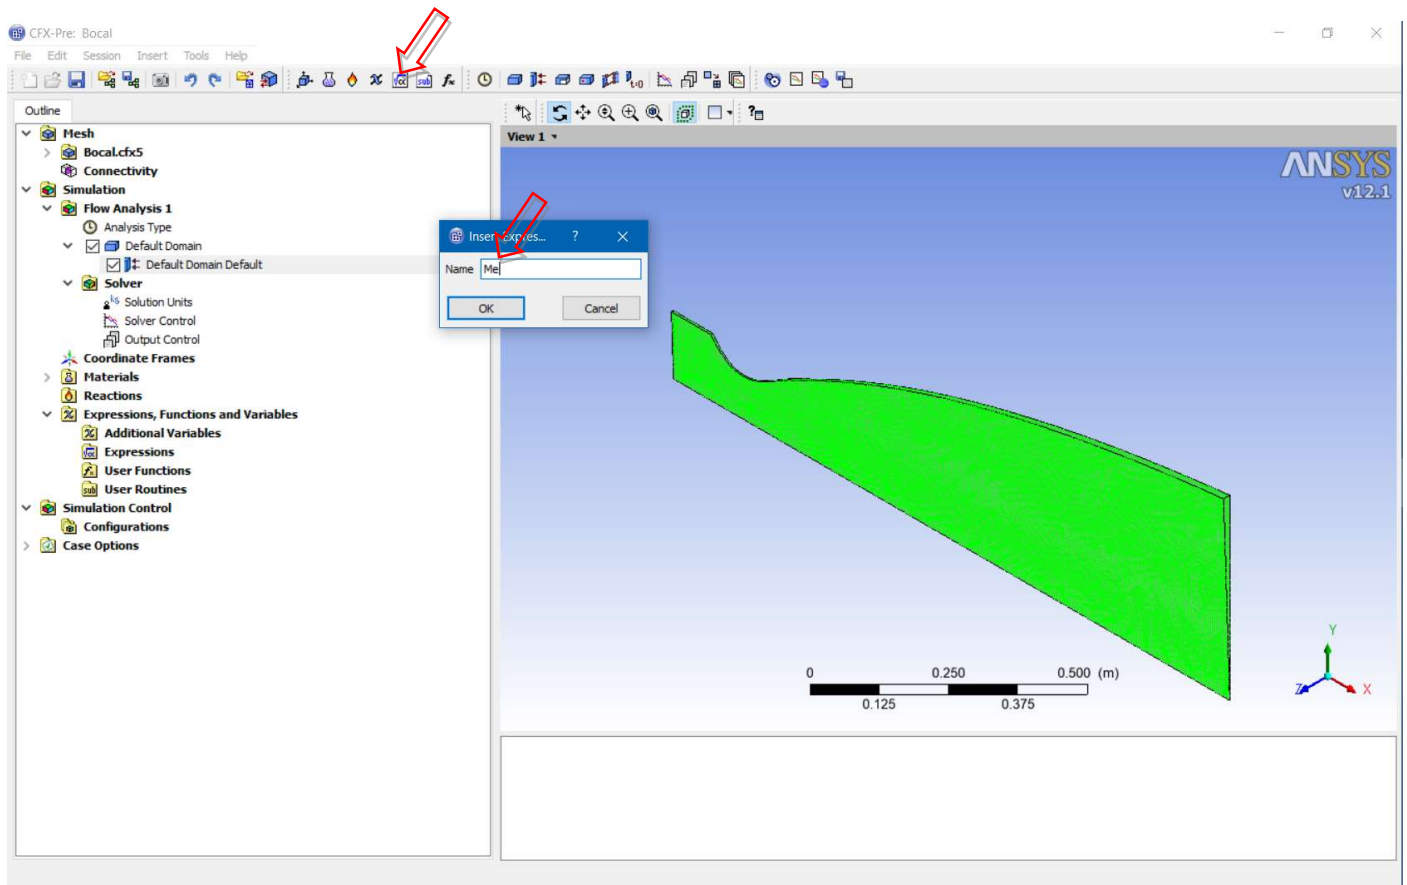 CFX-Pre: Bocal
File Edit Session Insert Tools Help
Outline
Mesh
Bocal.cfx5
Connectivity
Simulation
Flow Analysis 1
Analysis Type
Default Domain
Default Domain Default
Solver
Solution Units
Solver Control
Output Control
Coordinate Frames
Materials
Reactions
Expressions, Functions and Variables
Additional Variables
Expressions
User Functions
User Routines
Simulation Control
Configurations
Case Options
View 1
ANSYS
v12.1
Inser Expres... ?
Name Me
OK Cancel
0 0.250 0.500 (m)
0.125 0.375
Y
Z X